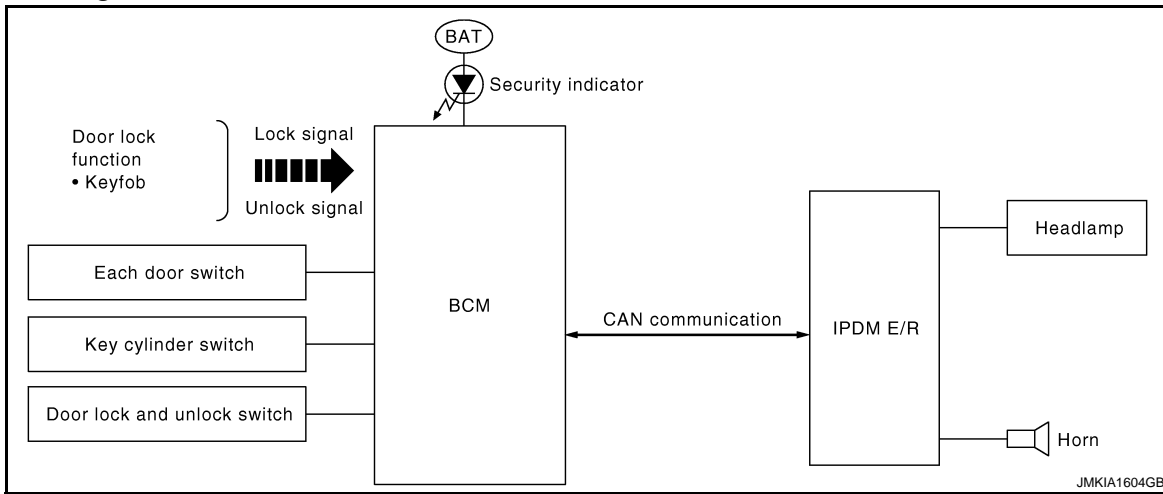 BAT
Security indicator
Door lock
function
• Keyfob
Lock signal
Unlock signal
Each door switch
Key cylinder switch
Door lock and unlock switch
BCM
CAN communication
IPDM E/R
Headlamp
Horn
JMKIA1604GB